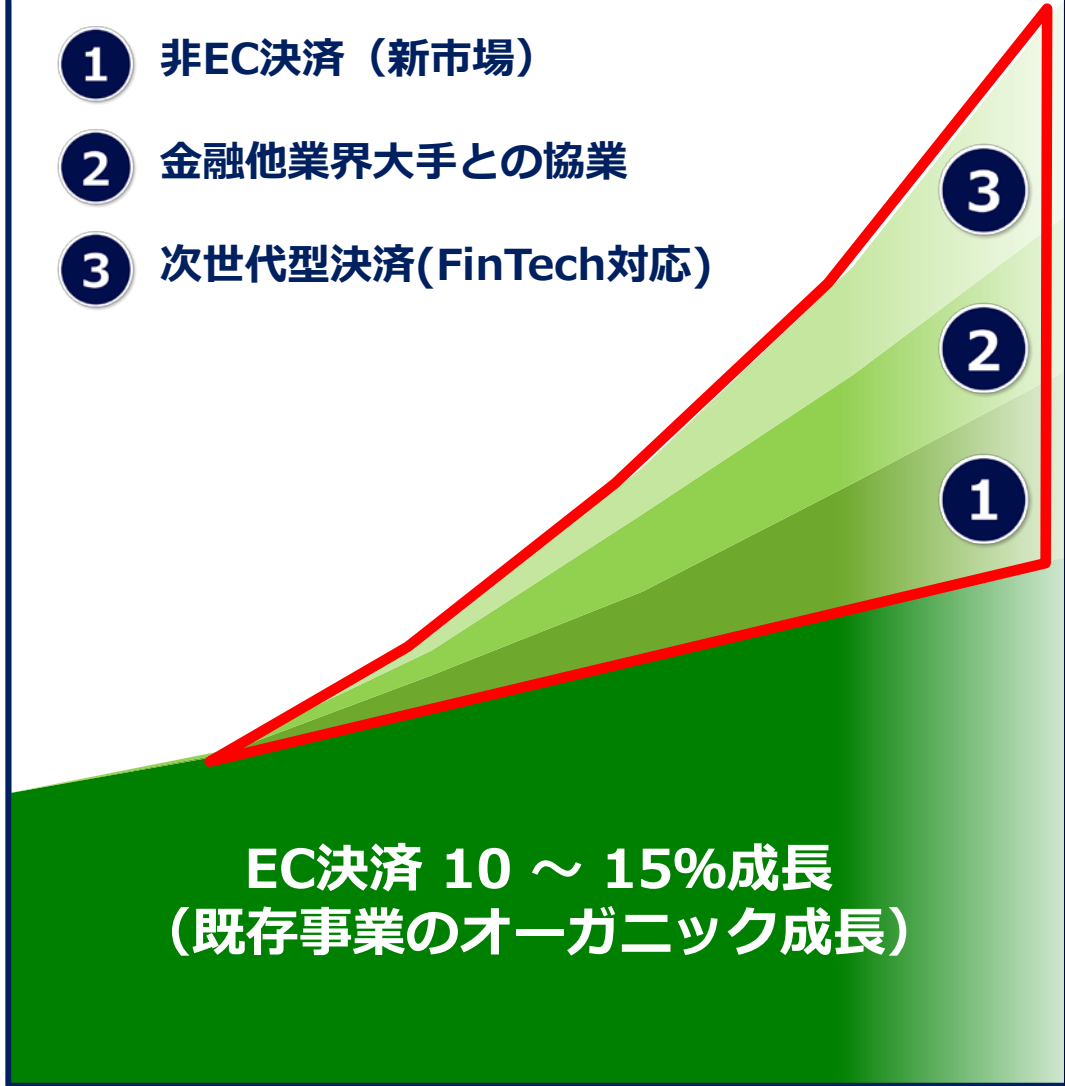 1 非EC決済（新市場）
2 金融他業界大手との協業
3 次世代型決済(FinTech対応)
3
2
1
EC決済 10 ～ 15%成長
（既存事業のオーガニック成長）